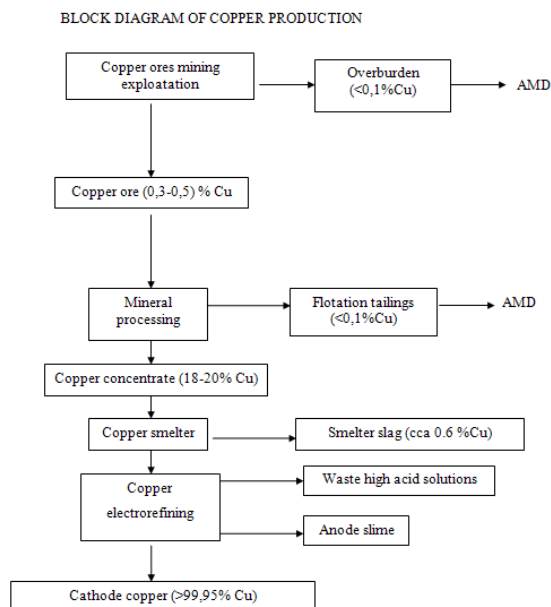 BLOCK DIAGRAM OF COPPER PRODUCTION
Copper ores mining
exploatation
Overburden
(<0,1%Cu)
AMD
Copper ore (0,3-0,5) % Cu
Mineral
processing
Flotation tailings
(<0,1%Cu)
AMD
Copper concentrate (18-20% Cu)
Copper smelter
Smelter slag (cca 0.6 %Cu)
Copper
electrorefining
Waste high acid solutions
Anode slime
Cathode copper (>99,95% Cu)